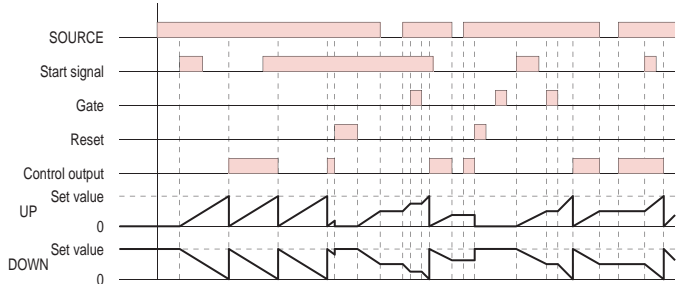 SOURCE
Start signal
Gate
Reset
Control output
Set value
UP
0
Set value
DOWN
0